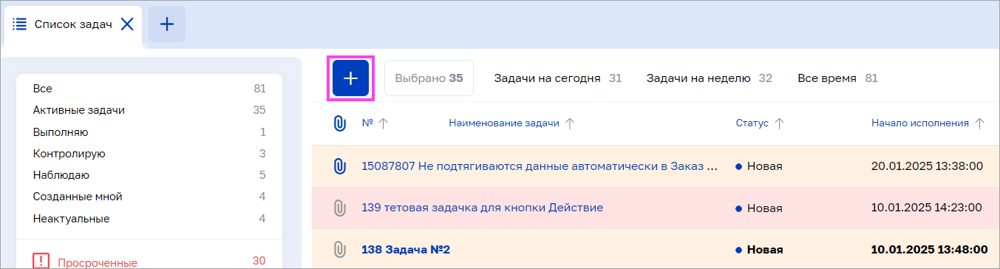 Список задач
Все 81
Активные задачи 35
Выполняю 1
Контролирую 3
Наблюдаю 5
Созданные мной 4
Неактуальные 4
Просроченные 30
Выбрано 35 Задачи на сегодня 31 Задачи на неделю 32 Все время 81
№ Наименование задачи Статус Начало исполнения
15087807 Не подтягиваются данные автоматически в Заказ ... Новая 20.01.2025 13:38:00
139 тетовая задачка для кнопки Действие Новая 10.01.2025 14:23:00
138 Задача №2 Новая 10.01.2025 13:48:00